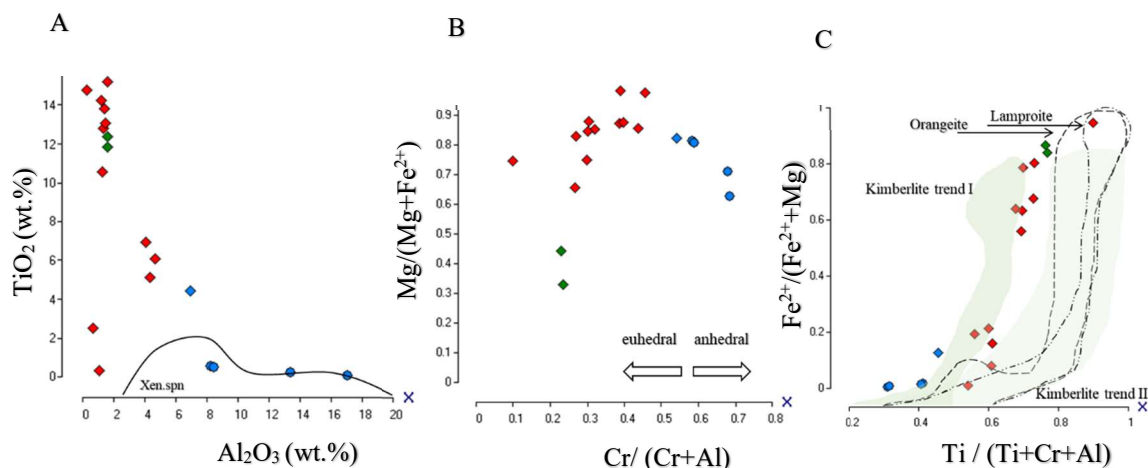 A
TiO2 (wt.%)
14
12
10
8
6
4
2
0
Xen.spn
0 2 4 6 8 10 12 14 16 18 20
Al2O3 (wt.%)
B
Mg/(Mg+Fe2+)
0.9
0.8
0.7
0.6
0.5
0.4
0.3
0.2
0.1
0
euhedral anhedral
0 0.1 0.2 0.3 0.4 0.5 0.6 0.7 0.8
Cr/ (Cr+Al)
C
Fe2+/(Fe2++Mg)
1
0.8
0.6
0.4
0.2
0
Lamproite
Orangeite
Kimberlite trend I
Kimberlite trend II
0.2 0.4 0.6 0.8 1
Ti / (Ti+Cr+Al)